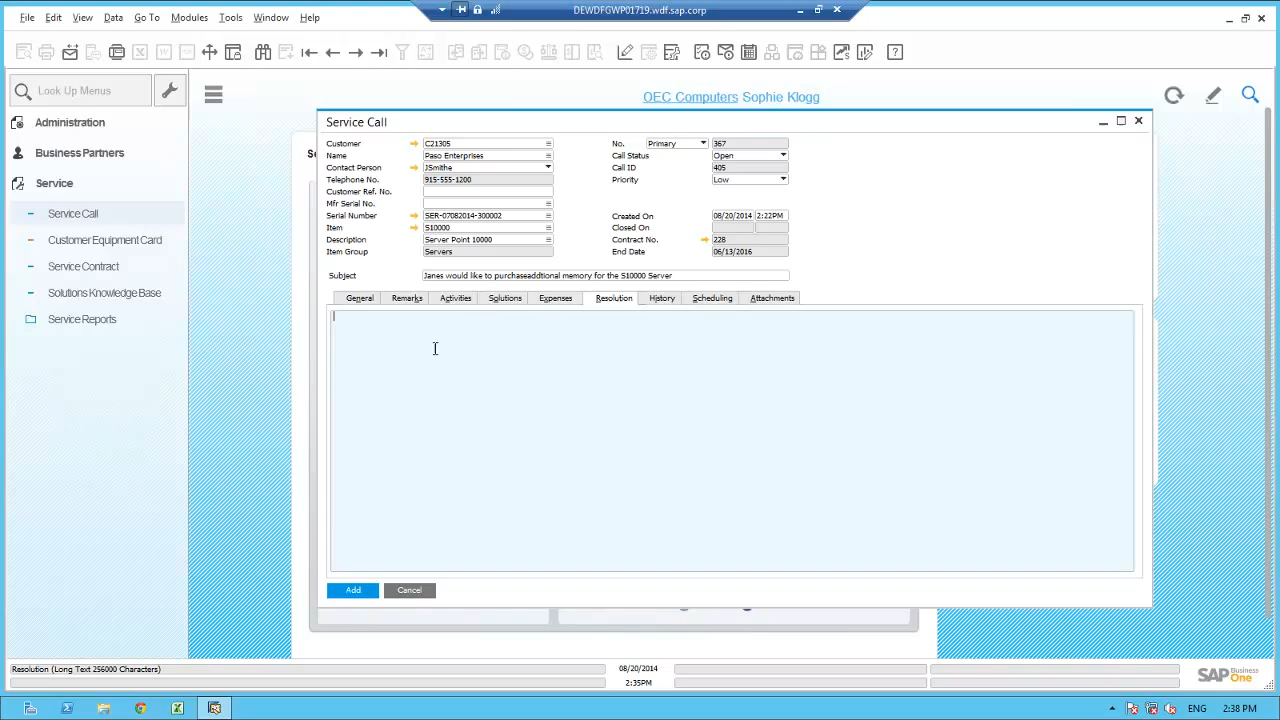 DEWDFGWP01719.wdf.sap.corp
File Edit View Data Go To Modules Tools Window Help
Look Up Menus
OEC Computers Sophie Klogg
Administration
Business Partners
Service
Service Call
Customer Equipment Card
Service Contract
Solutions Knowledge Base
Service Reports
Se
Service Call
Customer C21305 No. Primary 367
Name Paso Enterprises Call Status Open
Contact Person JSmithe Call ID 405
Telephone No. 915-555-1200 Priority Low
Customer Ref. No.
Mfr Serial No.
Serial Number SER-07082014-300002 Created On 08/20/2014 2:22PM
Item S10000 Closed On
Description Server Point 10000 Contract No. 228
Item Group Servers End Date 06/13/2016
Subject Janes would like to purchaseaddtional memory for the S10000 Server
General Remarks Activities Solutions Expenses Resolution History Scheduling Attachments
Add Cancel
Resolution (Long Text 256000 Characters) 08/20/2014
2:35PM
SAP Business One
ENG 2:38 PM